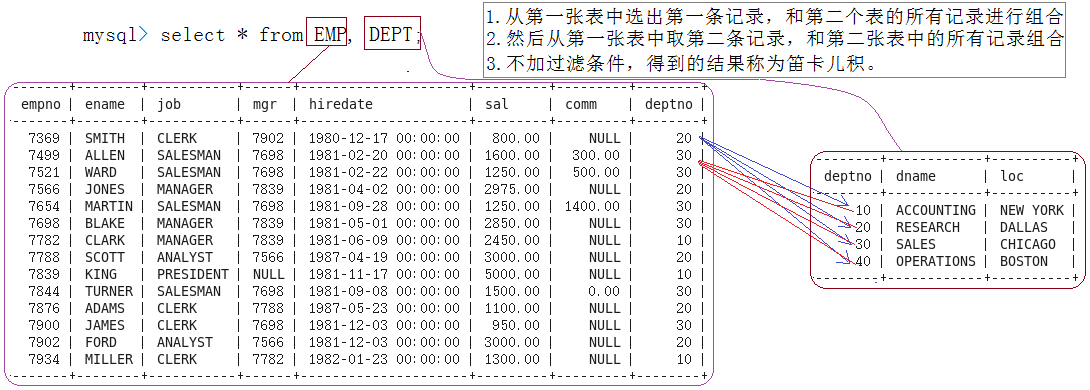 mysql> select * from EMP, DEPT;
1.从第一张表中选出第一条记录，和第二个表的所有记录进行组合
2.然后从第一张表中取第二条记录，和第二张表中的所有记录组合
3.不加过滤条件，得到的结果称为笛卡儿积。
empno | ename | job | mgr | hiredate | sal | comm | deptno |
7369 | SMITH | CLERK | 7902 | 1980-12-17 00:00:00 | 800.00 | NULL | 20 |
7499 | ALLEN | SALESMAN | 7698 | 1981-02-20 00:00:00 | 1600.00 | 300.00 | 30
7521 | WARD | SALESMAN | 7698 | 1981-02-22 00:00:00 | 1250.00 | 500.00 | 30 |
7566 | JONES | MANAGER | 7839 | 1981-04-02 00:00:00 | 2975.00 | NULL | 20 |
7654 | MARTIN | SALESMAN | 7698 | 1981-09-28 00:00:00 | 1250.00 | 1400.00 | 30 |
7698 | BLAKE | MANAGER | 7839 | 1981-05-01 00:00:00 | 2850.00 | NULL | 30 |
7782 | CLARK | MANAGER | 7839 | 1981-06-09 00:00:00 | 2450.00 | NULL | 10 |
7788 | SCOTT | ANALYST | 7566 | 1987-04-19 00:00:00 | 3000.00 | NULL | 20 |
7839 | KING | PRESIDENT | NULL | 1981-11-17 00:00:00 | 5000.00 | NULL | 10 |
7844 | TURNER | SALESMAN | 7698 | 1981-09-08 00:00:00 | 1500.00 | 0.00 | 30 |
7876 | ADAMS | CLERK | 7788 | 1987-05-23 00:00:00 | 1100.00 | NULL | 20 |
7900 | JAMES | CLERK | 7698 | 1981-12-03 00:00:00 | 950.00 | NULL | 30 |
7902 | FORD | ANALYST | 7566 | 1981-12-03 00:00:00 | 3000.00 | NULL | 20 |
7934 | MILLER | CLERK | 7782 | 1982-01-23 00:00:00 | 1300.00 | NULL | 10 |
deptno | dname | loc |
10 | ACCOUNTING | NEW YORK |
20 | RESEARCH | DALLAS |
30 | SALES | CHICAGO |
40 | OPERATIONS | BOSTON |